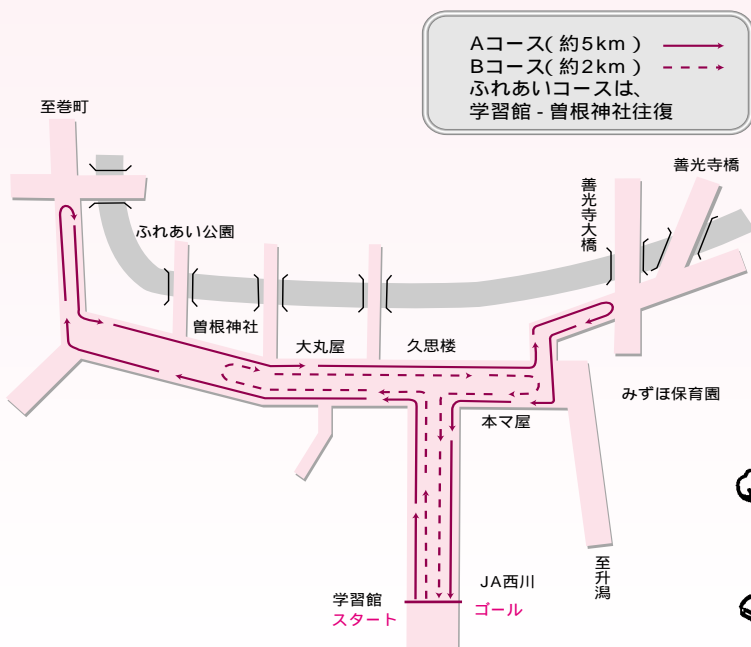 Aコース(約5km)
Bコース(約2km)
ふれあいコースは、
学習館-曽根神社往復
至巻町
善光寺橋
善光寺大橋
ふれあい公園
曽根神社
大丸屋
久思楼
みずほ保育園
本マ屋
至升潟
JA西川
学習館
スタート
ゴール